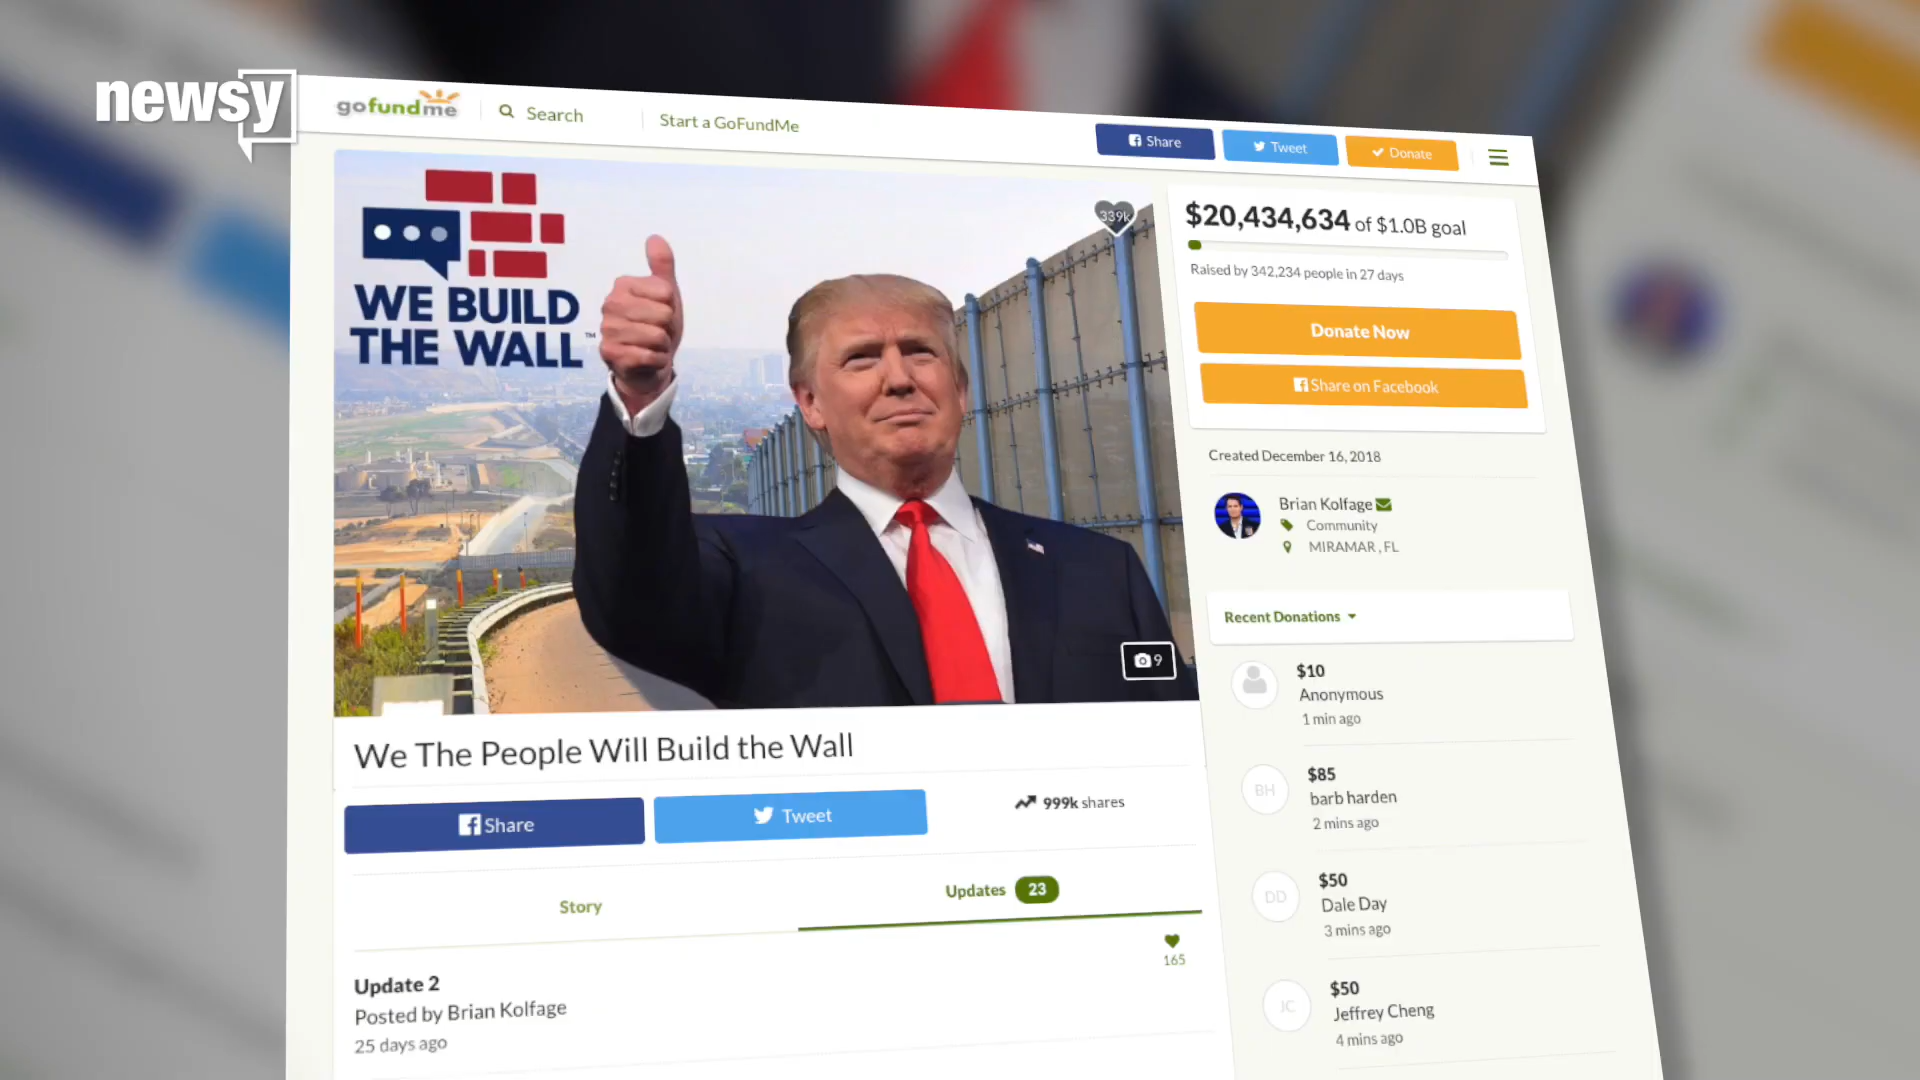 newsy
gofundme
Search
Start a GoFundMe
Share
Tweet
Donate
WE BUILD
THE WALL™
339k
9
$20,434,634 of $1.0B goal
Raised by 342,234 people in 27 days
Donate Now
Share on Facebook
Created December 16, 2018
Brian Kolfage
Community
MIRAMAR , FL
Recent Donations
$10
Anonymous
1 min ago
BH
$85
barb harden
2 mins ago
DD
$50
Dale Day
3 mins ago
JC
$50
Jeffrey Cheng
4 mins ago
We The People Will Build the Wall
Share
Tweet
999k shares
Story
Updates 23
165
Update 2
Posted by Brian Kolfage
25 days ago